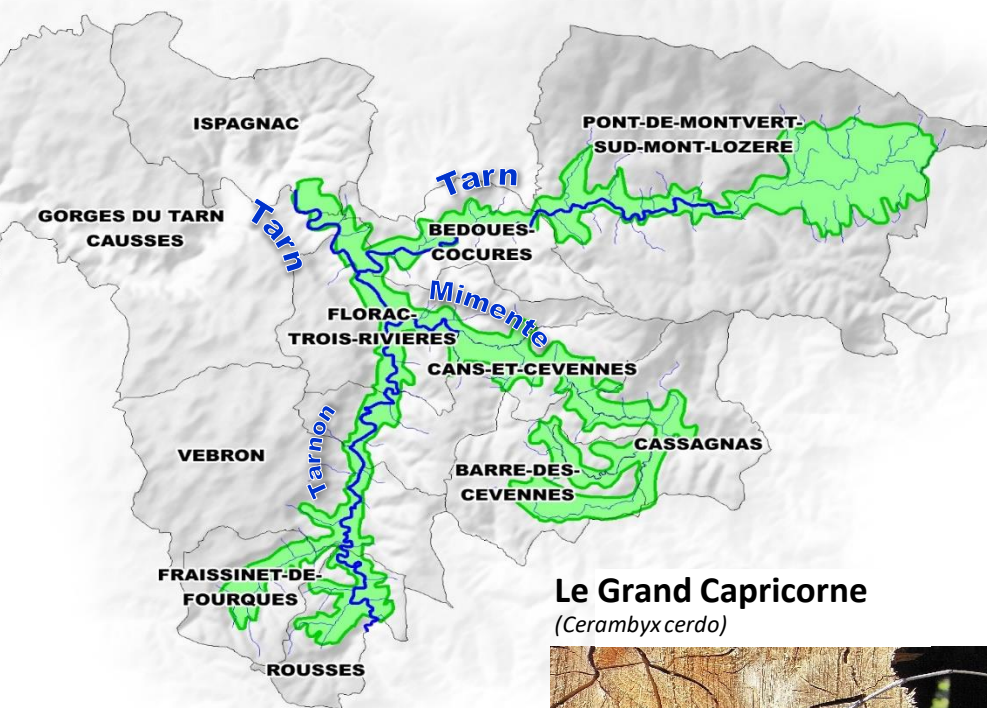 ISPAGNAC
PONT-DE-MONTVERT-
SUD-MONT-LOZERE
Tarn
Tarn
GORGES DU TARN
CAUSSES
BEDOUES-
COCURES
Mimente
FLORAC-
TROIS-RIVIERES
CANS-ET-CEVENNES
Tarnon
VEBRON
CASSAGNAS
BARRE-DES-
CEVENNES
FRAISSINET-DE-
FOURQUES
ROUSSES
Le Grand Capricorne
(Cerambyx cerdo)